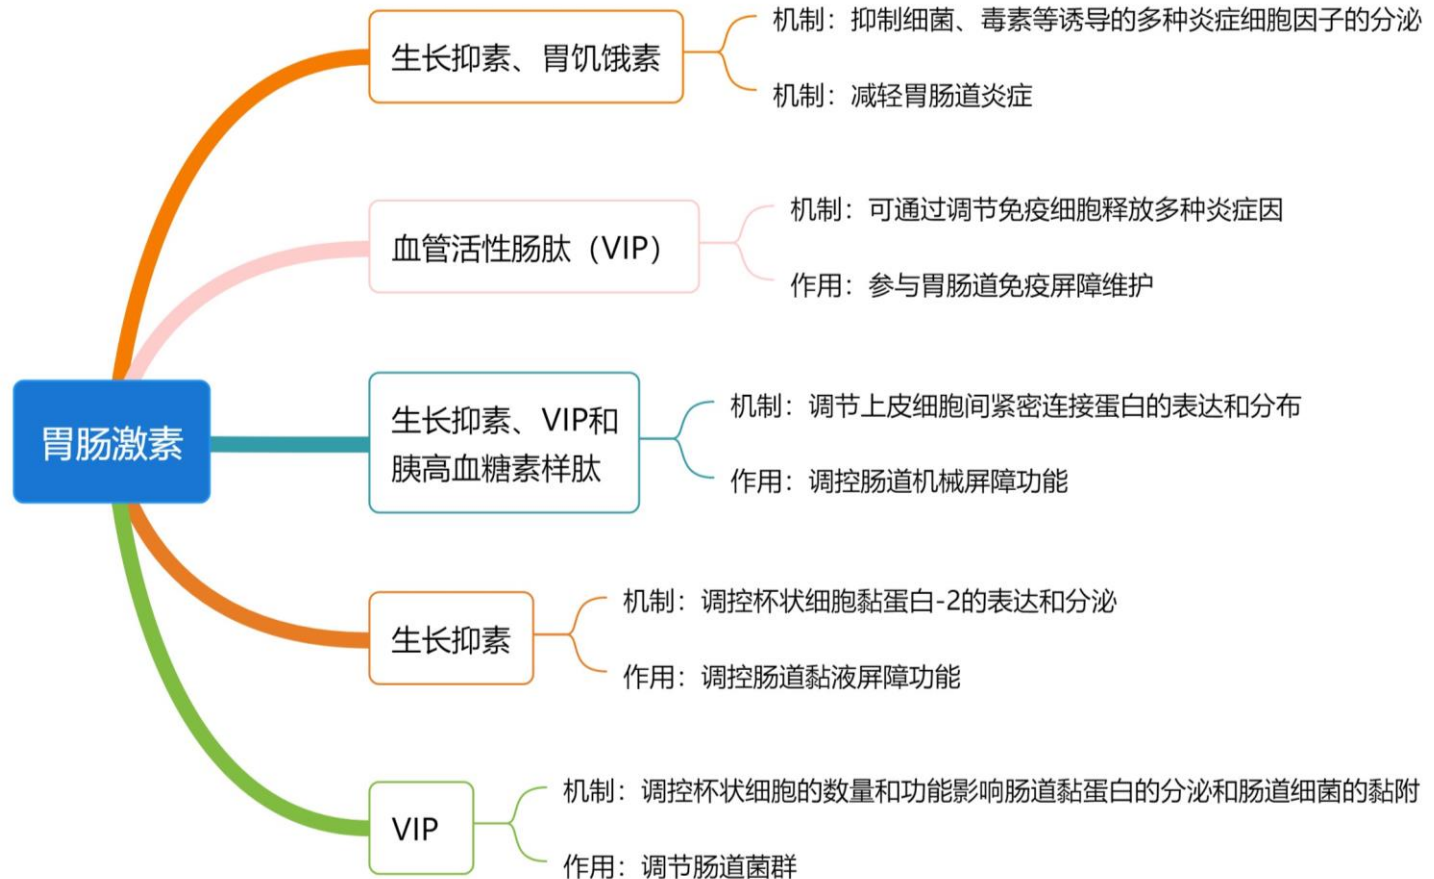 胃肠激素
生长抑素、胃饥饿素
机制：抑制细菌、毒素等诱导的多种炎症细胞因子的分泌
机制：减轻胃肠道炎症
血管活性肠肽（VIP）
机制：可通过调节免疫细胞释放多种炎症因
作用：参与胃肠道免疫屏障维护
生长抑素、VIP和
胰高血糖素样肽
机制：调节上皮细胞间紧密连接蛋白的表达和分布
作用：调控肠道机械屏障功能
生长抑素
机制：调控杯状细胞黏蛋白-2的表达和分泌
作用：调控肠道黏液屏障功能
VIP
机制：调控杯状细胞的数量和功能影响肠道黏蛋白的分泌和肠道细菌的黏附
作用：调节肠道菌群